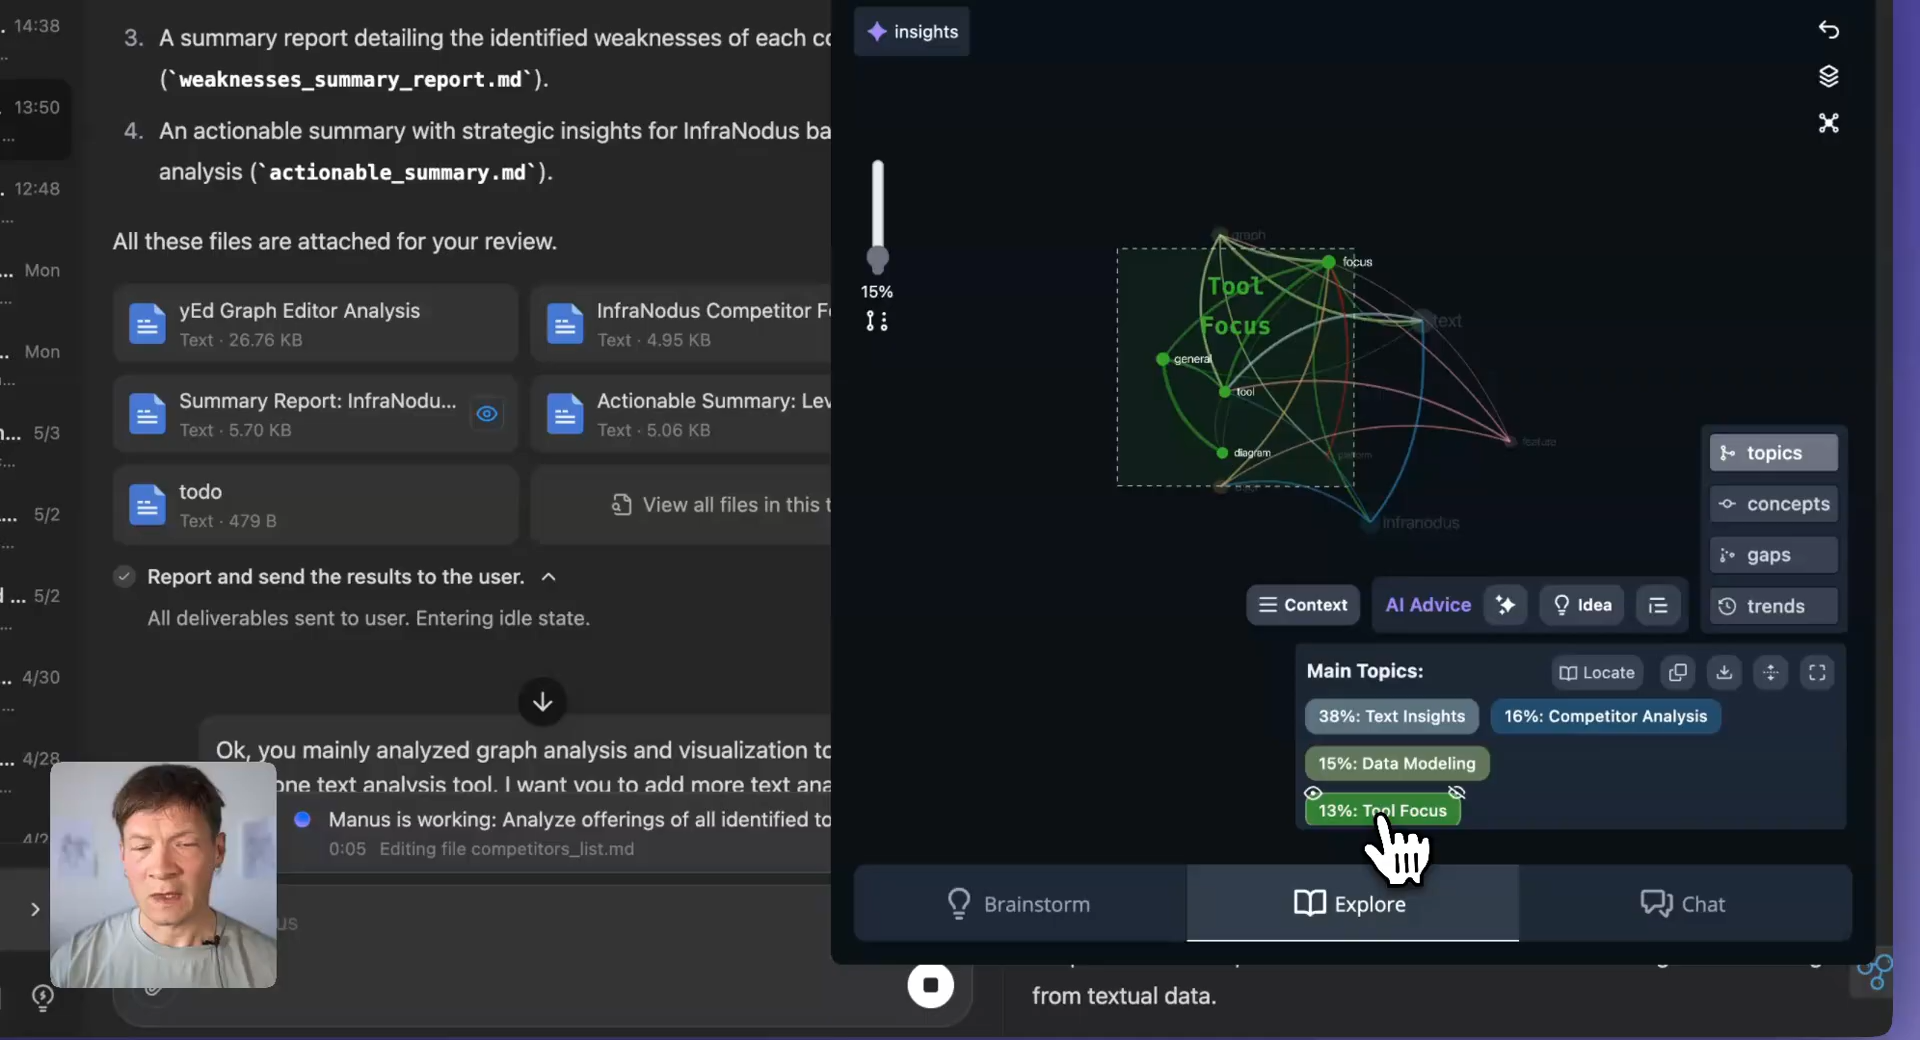 14:38
13:50
12:48
Mon
Mon
5/3
5/2
5/2
4/30
4/28
3. A summary report detailing the identified weaknesses of each
(`weaknesses_summary_report.md`).
4. An actionable summary with strategic insights for InfraNodus
analysis (`actionable_summary.md`).
All these files are attached for your review.
yEd Graph Editor Analysis
Text · 26.76 KB
InfraNodus Competitor
Text · 4.95 KB
Summary Report: InfraNodu...
Text · 5.70 KB
Actionable Summary:
Text · 5.06 KB
todo
Text · 479 B
View all files in this
Report and send the results to the user.
All deliverables sent to user. Entering idle state.
Ok, you mainly analyzed graph analysis and visualization
one text analysis tool. I want you to add more text
Manus is working: Analyze offerings of all identified
0:05 Editing file competitors_list.md
insights
15%
graph
focus
Tool
Focus
text
general
tool
diagram
infranodus
topics
concepts
gaps
trends
Context
AI Advice
Idea
Main Topics:
Locate
38%: Text Insights
16%: Competitor Analysis
15%: Data Modeling
13%: Tool Focus
Brainstorm
Explore
Chat
from textual data.